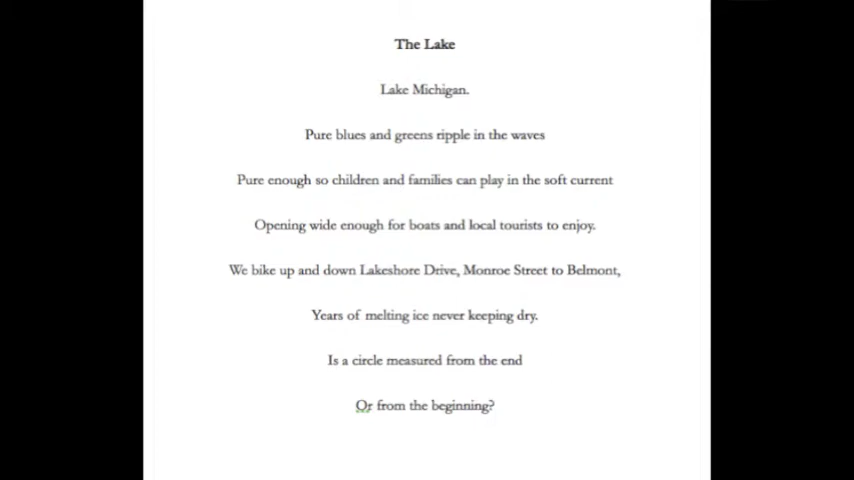 The Lake
Lake Michigan.
Pure blues and greens ripple in the waves
Pure enough so children and families can play in the soft current
Opening wide enough for boats and local tourists to enjoy.
We bike up and down Lakeshore Drive, Monroe Street to Belmont,
Years of melting ice never keeping dry.
Is a circle measured from the end
Or from the beginning?